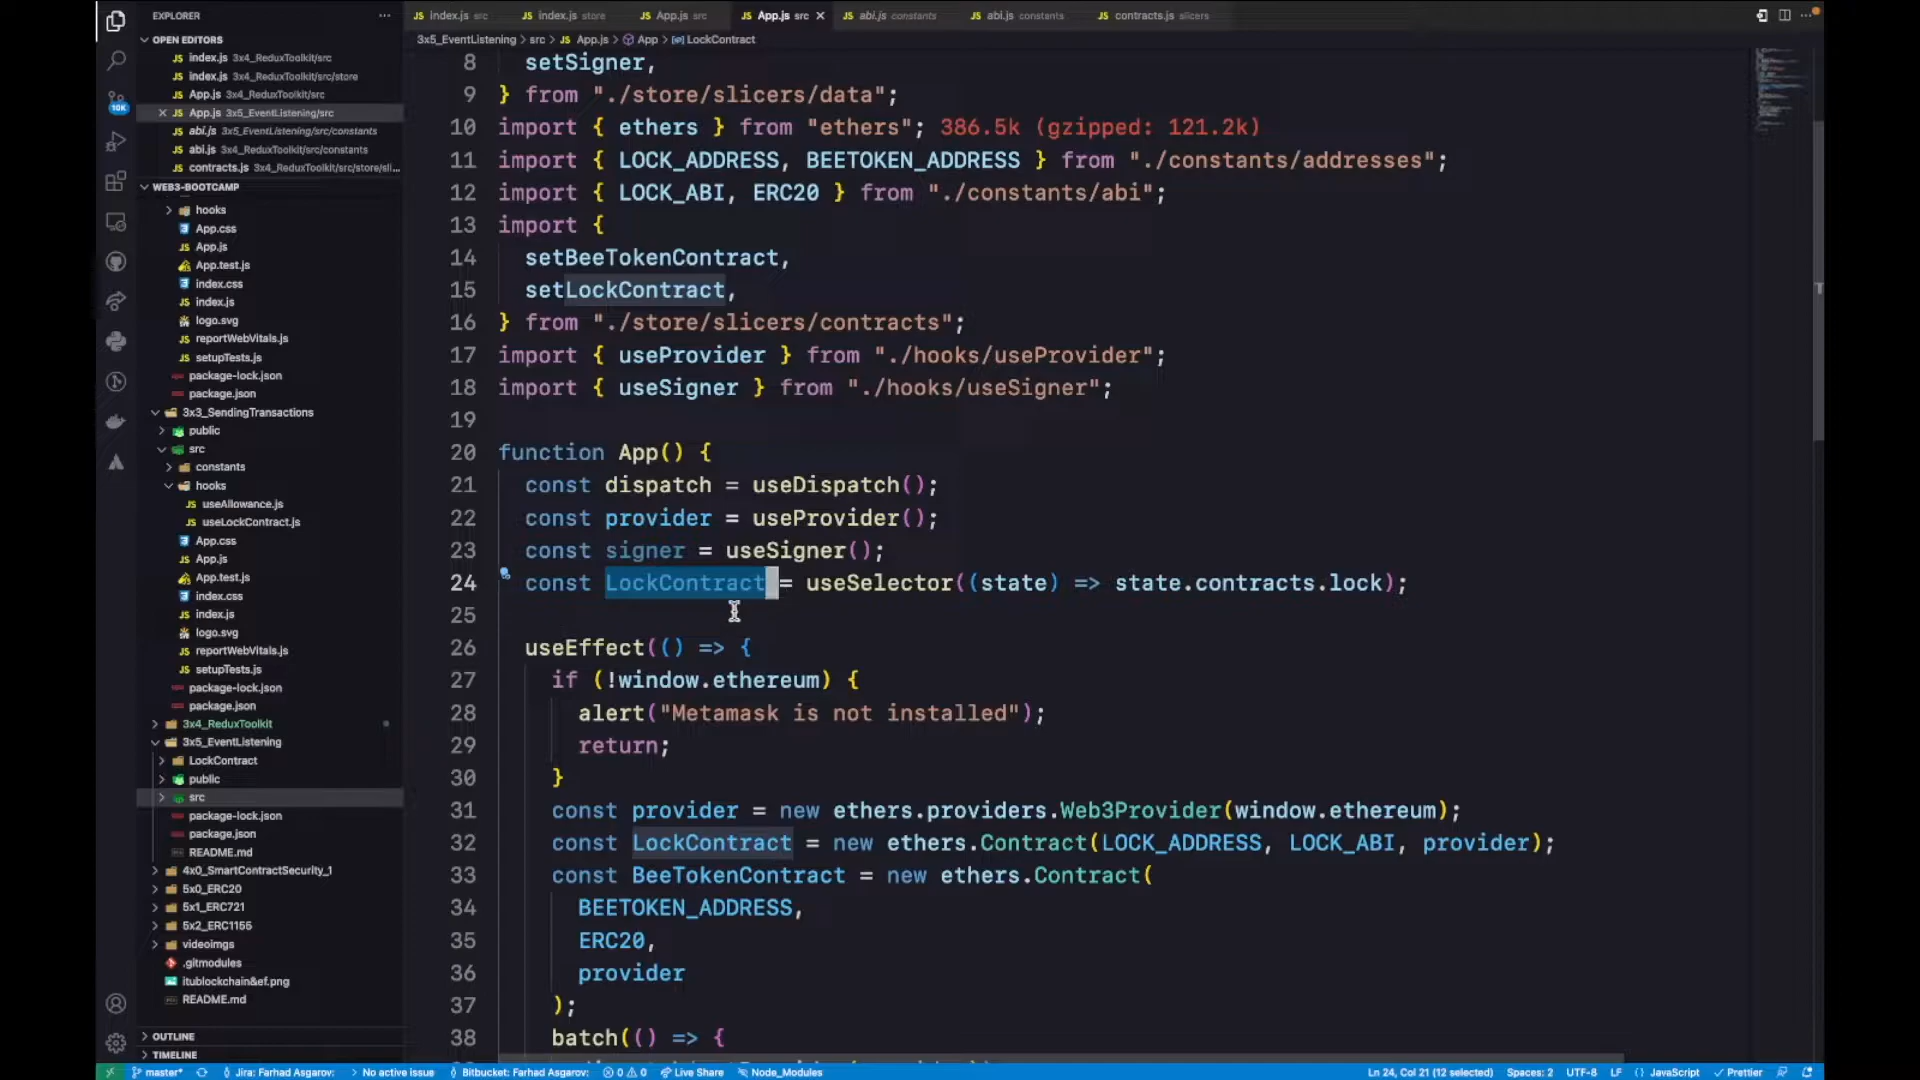 EXPLORER
OPEN EDITORS
index.js 3x4_ReduxToolkit/src
index.js 3x4_ReduxToolkit/src/store
App.js 3x4_ReduxToolkit/src
App.js 3x5_EventListening/src
abi.js 3x5_EventListening/src/constants
abi.js 3x4_ReduxToolkit/src/constants
contracts.js 3x4_ReduxToolkit/src/store/sli...
WEB3-BOOTCAMP
hooks
App.css
App.js
App.test.js
index.css
index.js
logo.svg
reportWebVitals.js
setupTests.js
package-lock.json
package.json
3x3_SendingTransactions
public
src
constants
hooks
useAllowance.js
useLockContract.js
App.css
App.js
App.test.js
index.css
index.js
logo.svg
reportWebVitals.js
setupTests.js
package-lock.json
package.json
3x4_ReduxToolkit
3x5_EventListening
LockContract
public
src
package-lock.json
package.json
README.md
4x0_SmartContractSecurity_1
5x0_ERC20
5x1_ERC721
5x2_ERC1155
videoimgs
.gitmodules
itublockchain&ef.png
README.md
OUTLINE
TIMELINE
10K
index.js src index.js store App.js src App.js src abi.js constants abi.js constants contracts.js slicers
3x5_EventListening > src > JS App.js > App > LockContract
8 setSigner,
9 } from "./store/slicers/data";
10 import { ethers } from "ethers"; 386.5k (gzipped: 121.2k)
11 import { LOCK_ADDRESS, BEETOKEN_ADDRESS } from "./constants/addresses";
12 import { LOCK_ABI, ERC20 } from "./constants/abi";
13 import {
14 setBeeTokenContract,
15 setLockContract,
16 } from "./store/slicers/contracts";
17 import { useProvider } from "./hooks/useProvider";
18 import { useSigner } from "./hooks/useSigner";
19
20 function App() {
21 const dispatch = useDispatch();
22 const provider = useProvider();
23 const signer = useSigner();
24 const LockContract = useSelector((state) => state.contracts.lock);
25
26 useEffect(() => {
27 if (!window.ethereum) {
28 alert("Metamask is not installed");
29 return;
30 }
31 const provider = new ethers.providers.Web3Provider(window.ethereum);
32 const LockContract = new ethers.Contract(LOCK_ADDRESS, LOCK_ABI, provider);
33 const BeeTokenContract = new ethers.Contract(
34 BEETOKEN_ADDRESS,
35 ERC20,
36 provider
37 );
38 batch(() => {
master* Jira: Farhad Asgarov: No active issue Bitbucket: Farhad Asgarov: 0 0 Live Share Node_Modules Ln 24, Col 21 (12 selected) Spaces: 2 UTF-8 LF {} JavaScript Prettier